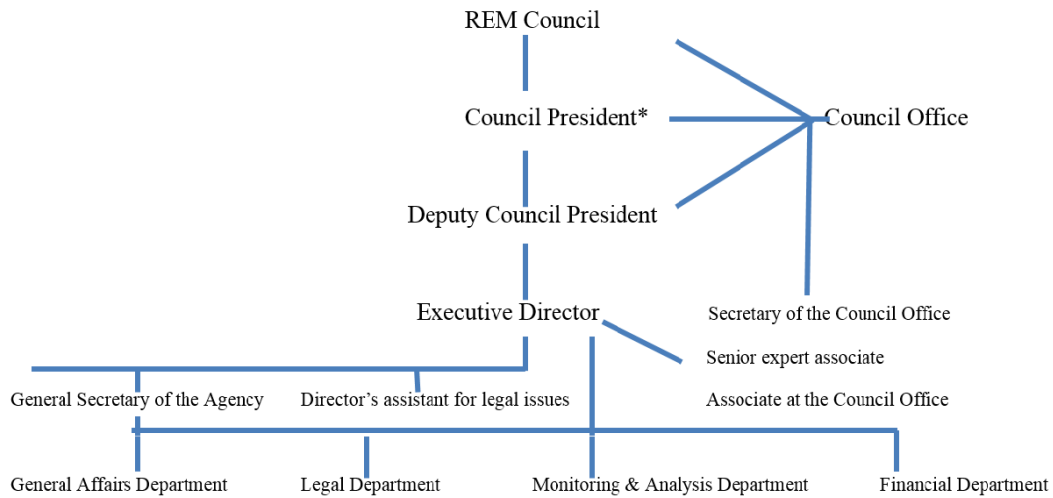 REM Council
Council President*
Council Office
Deputy Council President
Executive Director
Secretary of the Council Office
Senior expert associate
General Secretary of the Agency
Director's assistant for legal issues
Associate at the Council Office
General Affairs Department
Legal Department
Monitoring & Analysis Department
Financial Department